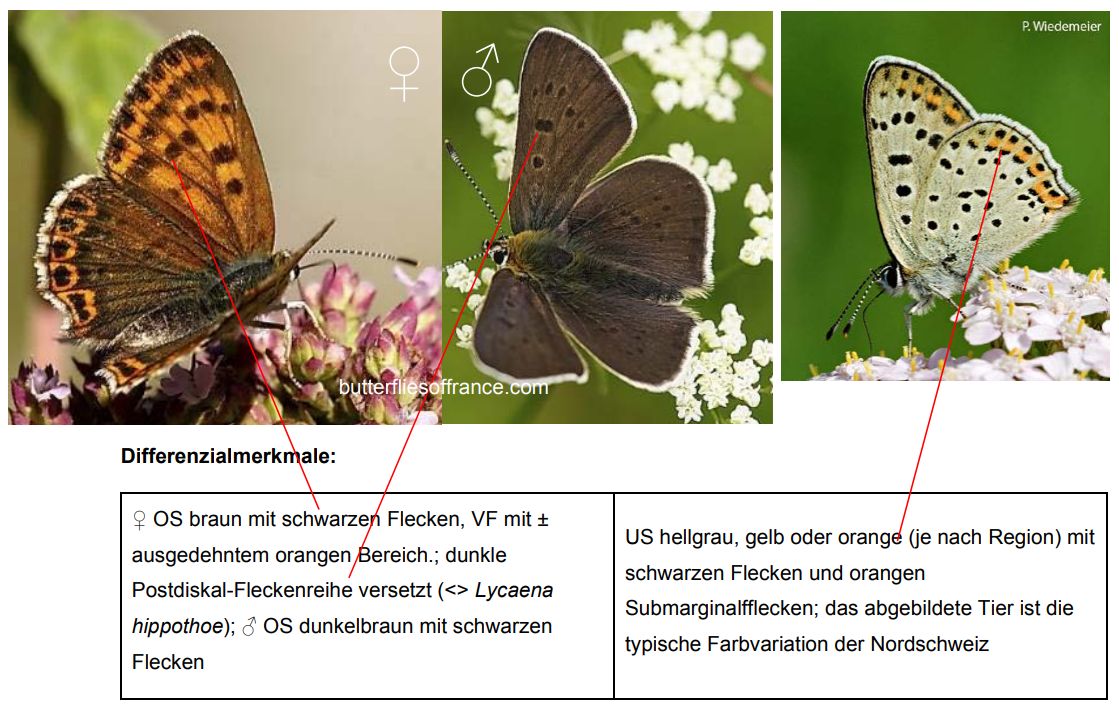 P. Wiedemeier
♀ ♂
butterfliesoffrance.com
Differenzialmerkmale:
♀ OS braun mit schwarzen Flecken, VF mit ±
ausgedehntem orangen Bereich.; dunkle
Postdiskal-Fleckenreihe versetzt (<> Lycaena
hippothoe); ♂ OS dunkelbraun mit schwarzen
Flecken
US hellgrau, gelb oder orange (je nach Region) mit
schwarzen Flecken und orangen
Submarginalfflecken; das abgebildete Tier ist die
typische Farbvariation der Nordschweiz